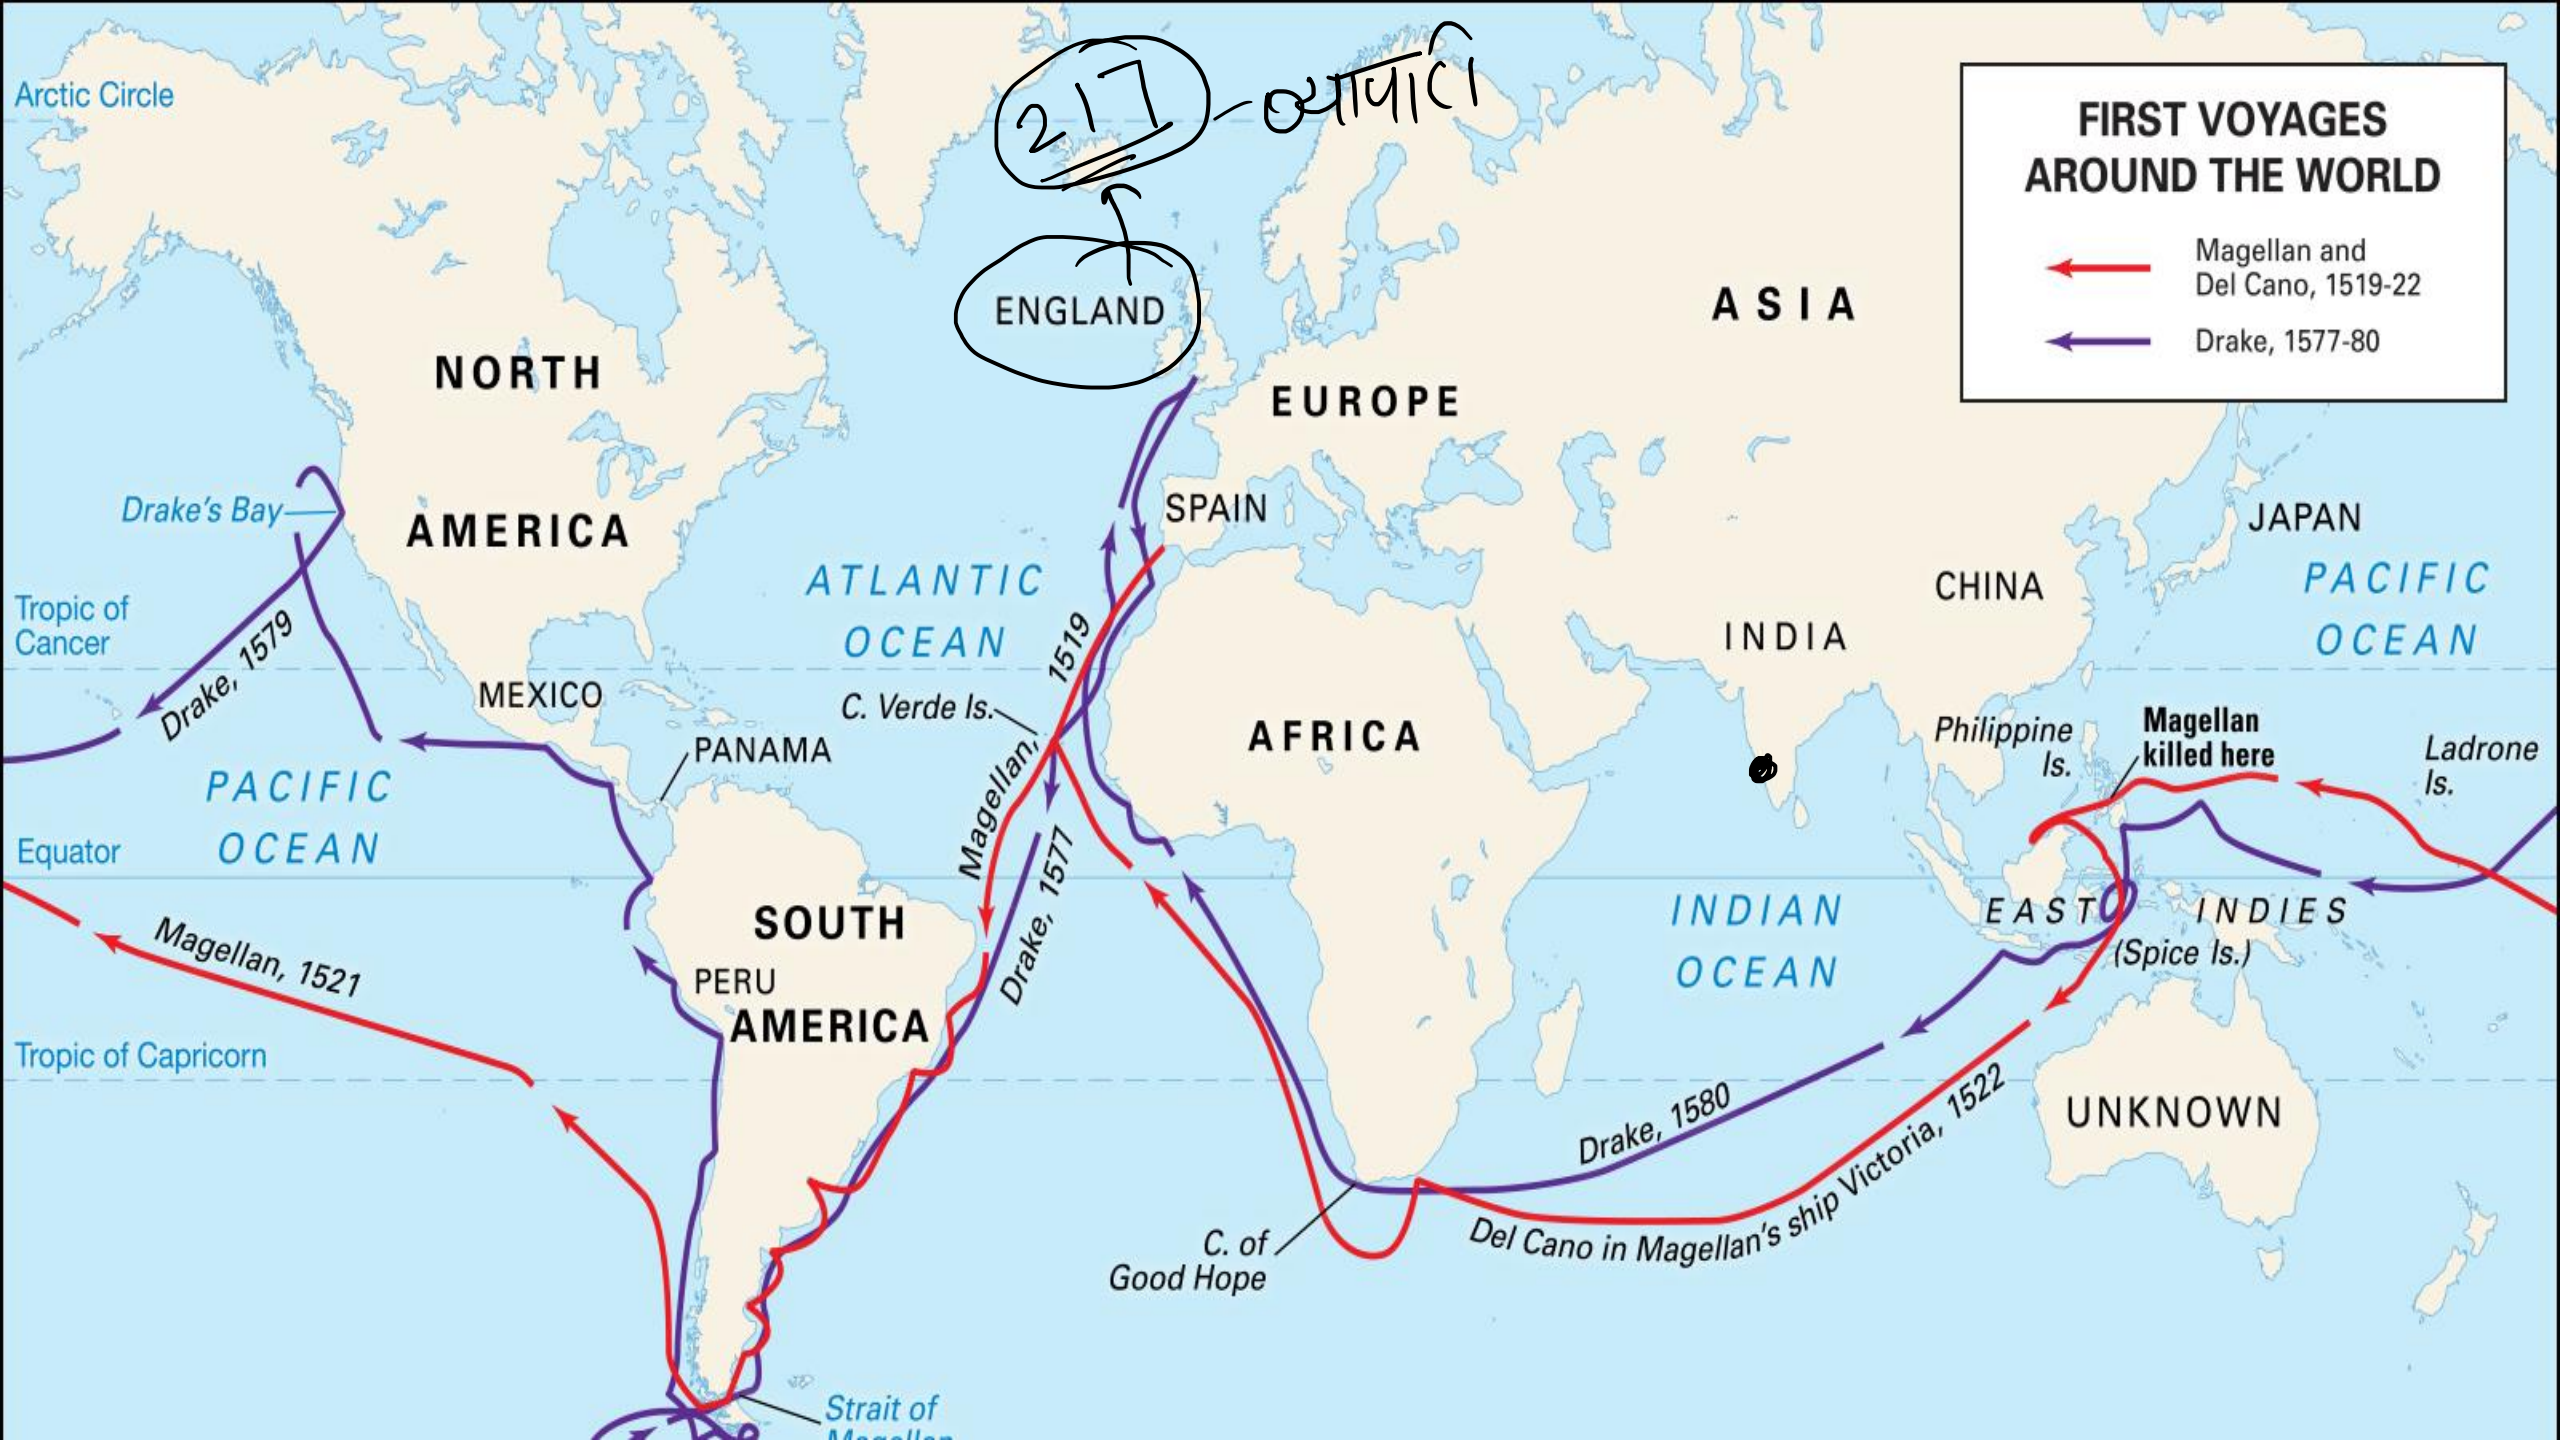 Arctic Circle
217 - व्यापारी
FIRST VOYAGES
AROUND THE WORLD
Magellan and
Del Cano, 1519-22
Drake, 1577-80
ENGLAND
ASIA
NORTH
AMERICA
EUROPE
Drake's Bay
SPAIN
JAPAN
ATLANTIC
OCEAN
CHINA
PACIFIC
OCEAN
Tropic of
Cancer
INDIA
Drake, 1579
MEXICO
C. Verde Is.
Magellan, 1519
AFRICA
Philippine
Is.
Magellan
killed here
Ladrone
Is.
PANAMA
PACIFIC
OCEAN
Equator
Drake, 1577
SOUTH
AMERICA
PERU
INDIAN
OCEAN
EAST INDIES
(Spice Is.)
Magellan, 1521
Tropic of Capricorn
Drake, 1580
Del Cano in Magellan's ship Victoria, 1522
UNKNOWN
C. of
Good Hope
Strait of
Magellan